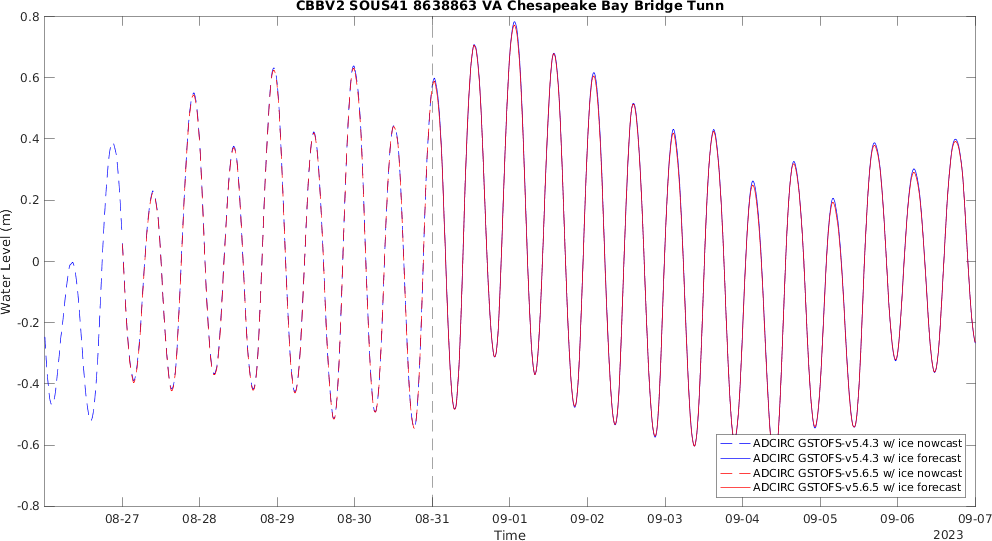 CBBV2 SOUS41 8638863 VA Chesapeake Bay Bridge Tunn
0.8
0.6
0.4
0.2
0
-0.2
-0.4
-0.6
-0.8
Water Level (m)
ADCIRC GSTOFS-v5.4.3 w/ ice nowcast
ADCIRC GSTOFS-v5.4.3 w/ ice forecast
ADCIRC GSTOFS-v5.6.5 w/ ice nowcast
ADCIRC GSTOFS-v5.6.5 w/ ice forecast
08-27 08-28 08-29 08-30 08-31 09-01 09-02 09-03 09-04 09-05 09-06 09-07
Time
2023